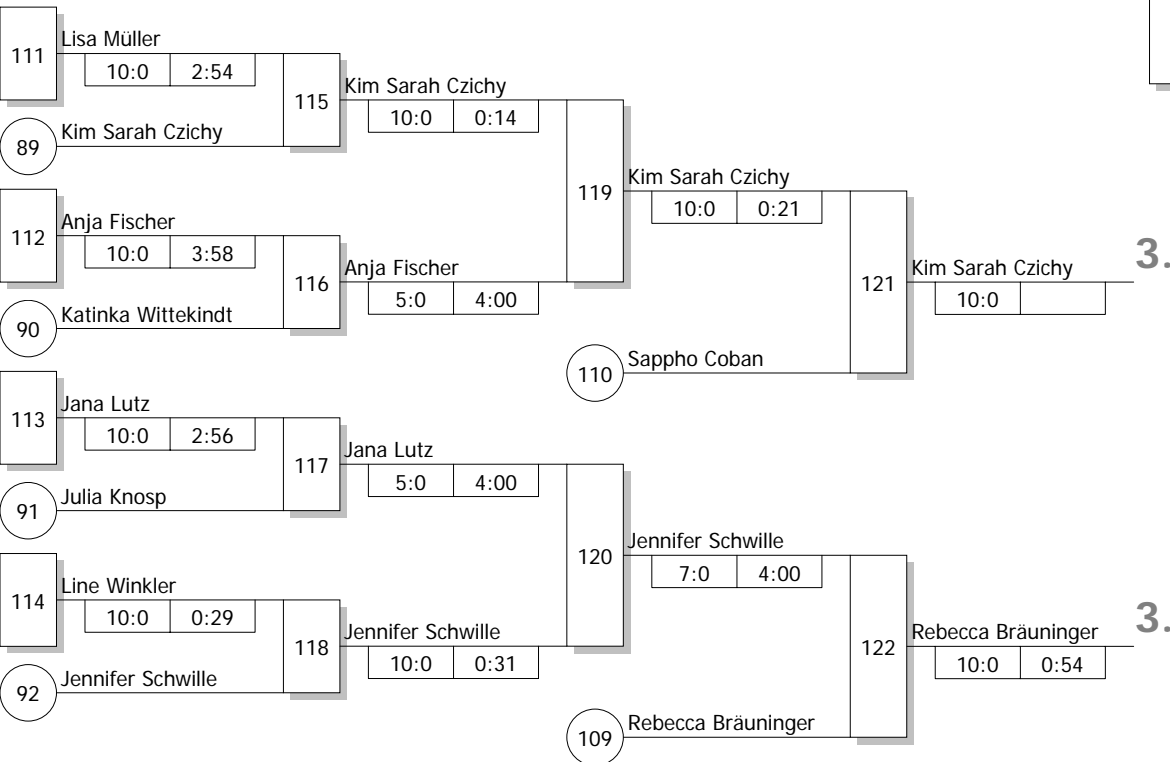 111
Lisa Müller
10:0 2:54
89
Kim Sarah Czichy
115
Kim Sarah Czichy
10:0 0:14
112
Anja Fischer
10:0 3:58
90
Katinka Wittekindt
116
Anja Fischer
5:0 4:00
119
Kim Sarah Czichy
10:0 0:21
110
Sappho Coban
121
Kim Sarah Czichy
10:0
3.
113
Jana Lutz
10:0 2:56
91
Julia Knosp
117
Jana Lutz
5:0 4:00
114
Line Winkler
10:0 0:29
92
Jennifer Schwille
118
Jennifer Schwille
10:0 0:31
120
Jennifer Schwille
7:0 4:00
109
Rebecca Bräuninger
122
Rebecca Bräuninger
10:0 0:54
3.